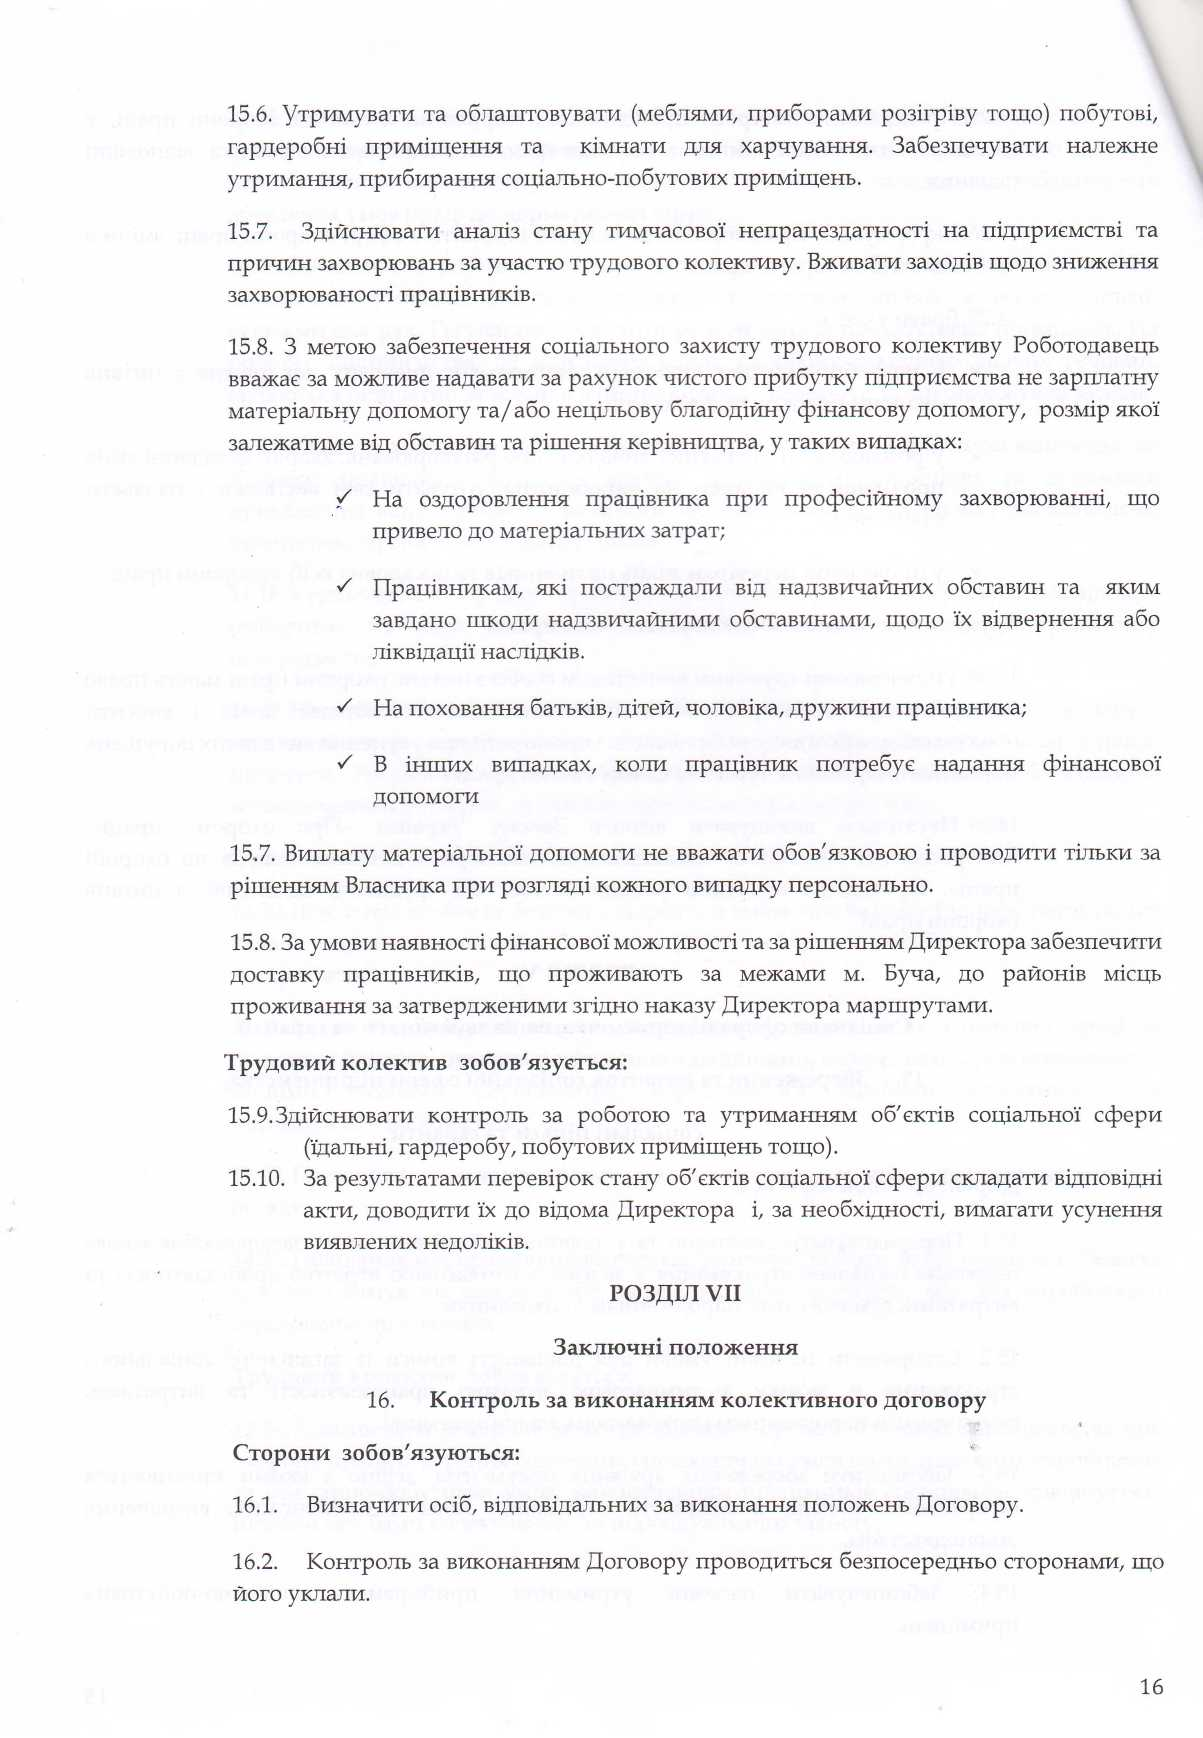 15.6. Утримувати та облаштовувати (меблями, приборами розігріву тощо) побутові,
гардеробні приміщення та кімнати для харчування. Забезпечувати належне
утримання, прибирання соціально-побутових приміщень.
15.7. Здійснювати аналіз стану тимчасової непрацездатності на підприємстві та
причин захворювань за участю трудового колективу. Вживати заходів щодо зниження
захворюваності працівників.
15.8. З метою забезпечення соціального захисту трудового колективу Роботодавець
вважає за можливе надавати за рахунок чистого прибутку підприємства не зарплатну
матеріальну допомогу та/або нецільову благодійну фінансову допомогу, розмір якої
залежатиме від обставин та рішення керівництва, у таких випадках:
✓ На оздоровлення працівника при професійному захворюванні, що
привело до матеріальних затрат;
✓ Працівникам, які постраждали від надзвичайних обставин та яким
завдано шкоди надзвичайними обставинами, щодо їх відвернення або
ліквідації наслідків.
✓ На поховання батьків, дітей, чоловіка, дружини працівника;
✓ В інших випадках, коли працівник потребує надання фінансової
допомоги
15.7. Виплату матеріальної допомоги не вважати обов'язковою і проводити тільки за
рішенням Власника при розгляді кожного випадку персонально.
15.8. За умови наявності фінансової можливості та за рішенням Директора забезпечити
доставку працівників, що проживають за межами м. Буча, до районів місць
проживання за затвердженими згідно наказу Директора маршрутами.
Трудовий колектив зобов'язується:
15.9.Здійснювати контроль за роботою та утриманням об'єктів соціальної сфери
(їдальні, гардеробу, побутових приміщень тощо).
15.10. За результатами перевірок стану об'єктів соціальної сфери складати відповідні
акти, доводити їх до відома Директора і, за необхідності, вимагати усунення
виявлених недоліків.
РОЗДІЛ VII
Заключні положення
16. Контроль за виконанням колективного договору
Сторони зобов'язуються:
16.1. Визначити осіб, відповідальних за виконання положень Договору.
16.2. Контроль за виконанням Договору проводиться безпосередньо сторонами, що
його уклали.
16